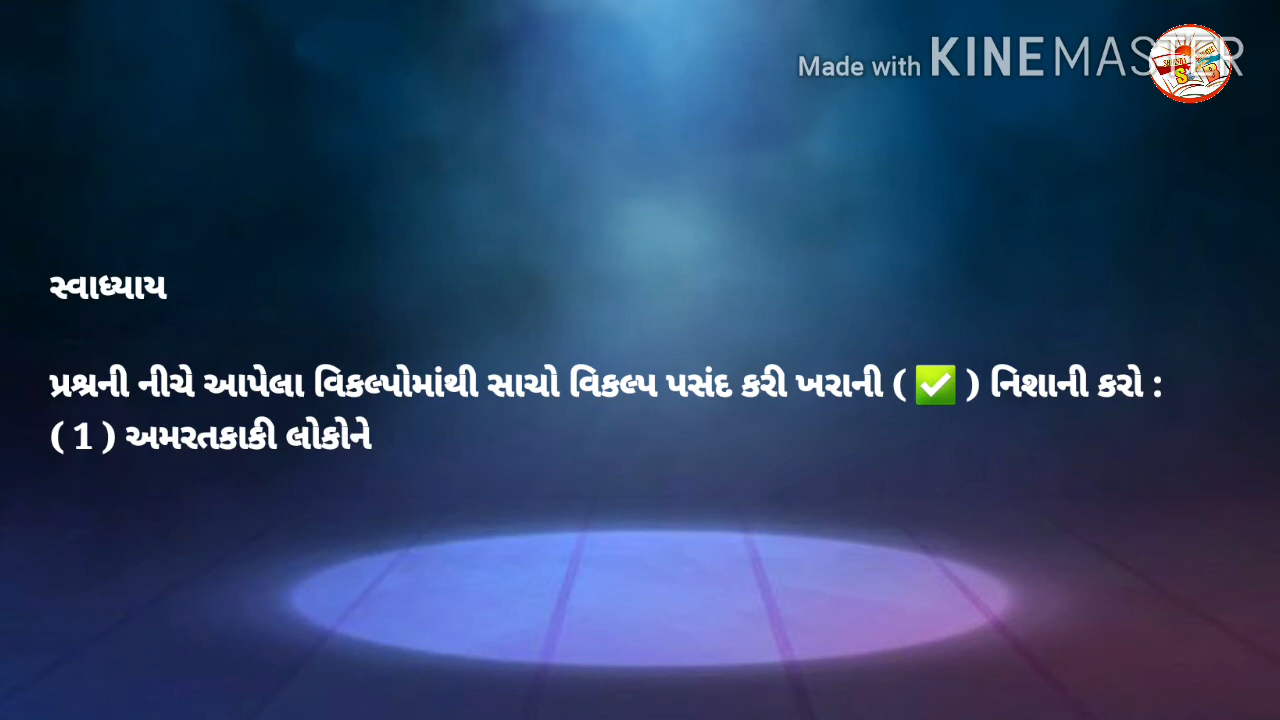 Made with KINEMASTER
સ્વાધ્યાય
પ્રશ્નની નીચે આપેલા વિકલ્પોમાંથી સાચો વિકલ્પ પસંદ કરી ખરાની ( ✅ ) નિશાની કરો :
( 1 ) અમરતકાકી લોકોને